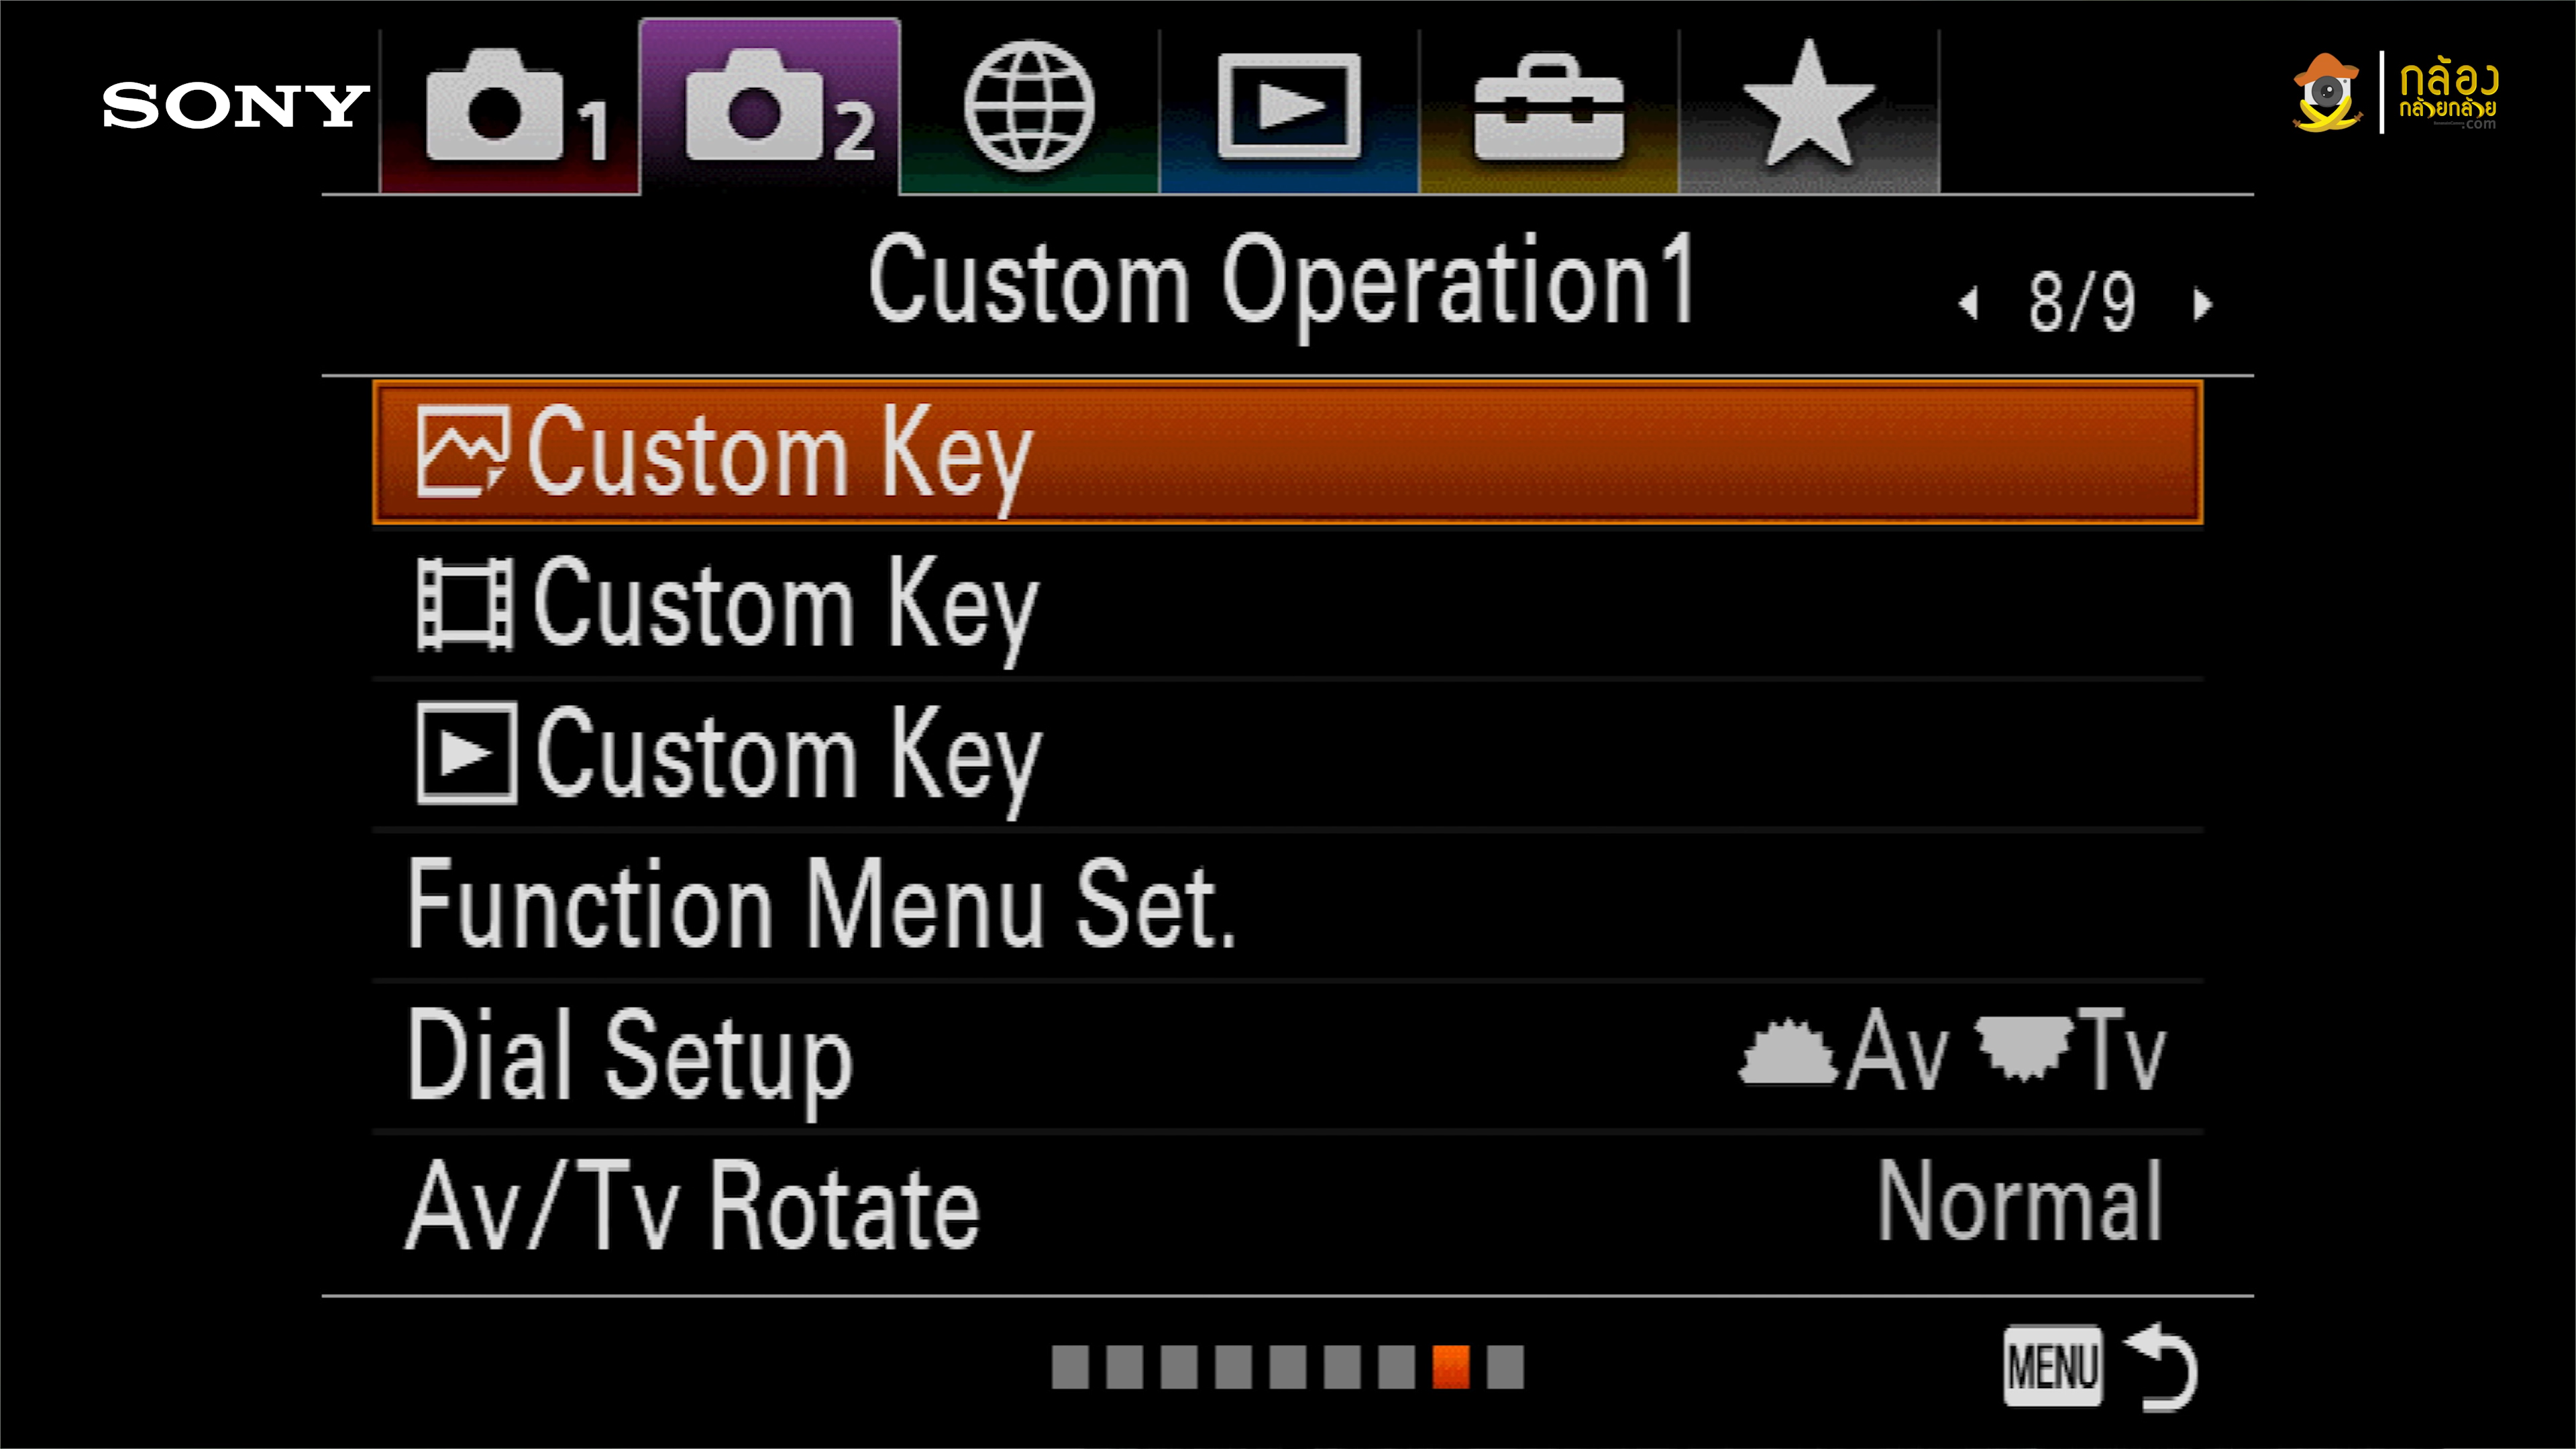 SONY
1
2
กล้อง
กล้วยกล้วย
.com
Custom Operation1
8/9
Custom Key
Custom Key
Custom Key
Function Menu Set.
Dial Setup Av Tv
Av/Tv Rotate Normal
MENU